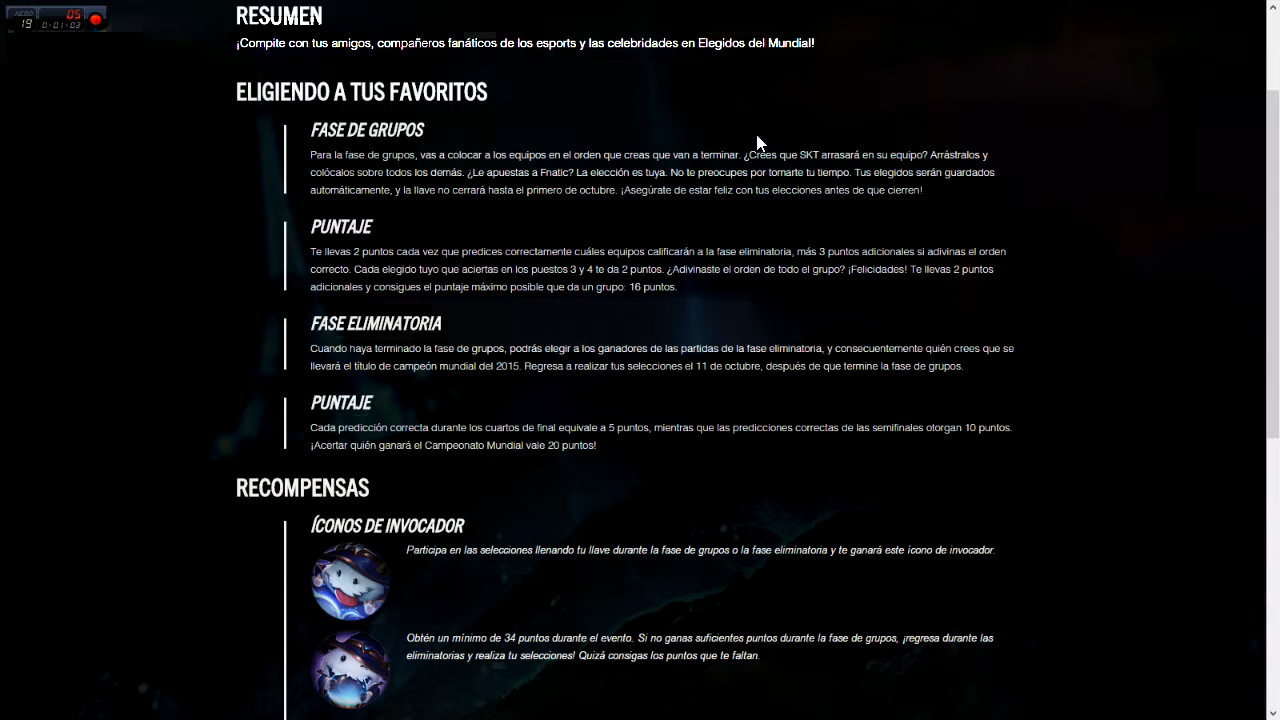 AERO
05
19
0:01:03
RESUMEN
¡Compite con tus amigos, compañeros fanáticos de los esports y las celebridades en Elegidos del Mundial!
ELIGIENDO A TUS FAVORITOS
FASE DE GRUPOS
Para la fase de grupos, vas a colocar a los equipos en el orden que creas que van a terminar. ¿Crees que SKT arrasará en su equipo? Arrástralos y
colócalos sobre todos los demás. ¿Le apuestas a Fnatic? La elección es tuya. No te preocupes por tomarte tu tiempo. Tus elegidos serán guardados
automáticamente, y la llave no cerrará hasta el primero de octubre. ¡Asegúrate de estar feliz con tus elecciones antes de que cierren!
PUNTAJE
Te llevas 2 puntos cada vez que predices correctamente cuáles equipos calificarán a la fase eliminatoria, más 3 puntos adicionales si adivinas el orden
correcto. Cada elegido tuyo que aciertas en los puestos 3 y 4 te da 2 puntos. ¿Adivinaste el orden de todo el grupo? ¡Felicidades! Te llevas 2 puntos
adicionales y consigues el puntaje máximo posible que da un grupo: 16 puntos.
FASE ELIMINATORIA
Cuando haya terminado la fase de grupos, podrás elegir a los ganadores de las partidas de la fase eliminatoria, y consecuentemente quién crees que se
llevará el título de campeón mundial del 2015. Regresa a realizar tus selecciones el 11 de octubre, después de que termine la fase de grupos.
PUNTAJE
Cada predicción correcta durante los cuartos de final equivale a 5 puntos, mientras que las predicciones correctas de las semifinales otorgan 10 puntos.
¡Acertar quién ganará el Campeonato Mundial vale 20 puntos!
RECOMPENSAS
ÍCONOS DE INVOCADOR
Participa en las selecciones llenando tu llave durante la fase de grupos o la fase eliminatoria y te ganará este ícono de invocador.
Obtén un mínimo de 34 puntos durante el evento. Si no ganas suficientes puntos durante la fase de grupos, ¡regresa durante las
eliminatorias y realiza tu selecciones! Quizá consigas los puntos que te faltan.